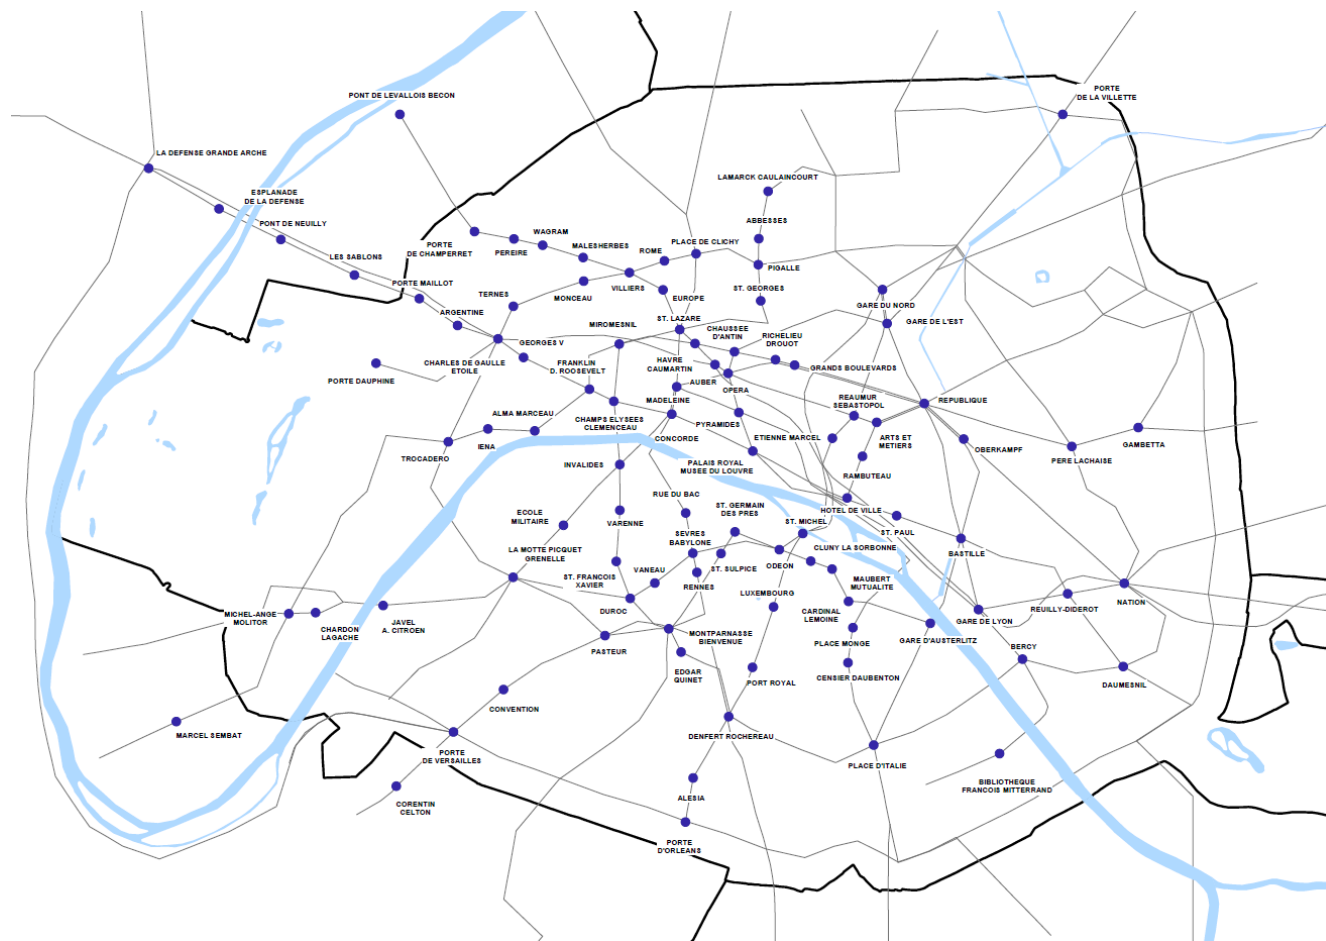 PONT DE LEVALLOIS BECON
PORTE
DE LA VILLETTE
LA DEFENSE GRANDE ARCHE
LAMARCK CAULAINCOURT
ESPLANADE
DE LA DEFENSE
PONT DE NEUILLY
ABBESSES
WAGRAM
PORTE
DE CHAMPERRET
PEREIRE
MALESHERBES
ROME
PLACE DE CLICHY
LES SABLONS
PIGALLE
PORTE MAILLOT
TERNES
MONCEAU
VILLIERS
ST. GEORGES
EUROPE
GARE DU NORD
ARGENTINE
MIROMESNIL
ST. LAZARE
CHAUSSEE
D'ANTIN
RICHELIEU
DROUOT
GARE DE L'EST
GEORGES V
CHARLES DE GAULLE
ETOILE
FRANKLIN
D. ROOSEVELT
HAVRE
CAUMARTIN
GRANDS BOULEVARDS
PORTE DAUPHINE
AUBER
OPERA
MADELEINE
REAUMUR
SEBASTOPOL
REPUBLIQUE
ALMA MARCEAU
CHAMPS ELYSEES
CLEMENCEAU
PYRAMIDES
ETIENNE MARCEL
ARTS ET
METIERS
GAMBETTA
IENA
CONCORDE
OBERKAMPF
PERE LACHAISE
TROCADERO
INVALIDES
PALAIS ROYAL
MUSEE DU LOUVRE
RAMBUTEAU
RUE DU BAC
ECOLE
MILITAIRE
VARENNE
ST. GERMAIN
DES PRES
HOTEL DE VILLE
ST. MICHEL
ST. PAUL
SEVRES
BABYLONE
CLUNY LA SORBONNE
BASTILLE
LA MOTTE PICQUET
GRENELLE
ST. FRANCOIS
XAVIER
VANEAU
ST. SULPICE
ODEON
RENNES
MAUBERT
MUTUALITE
LUXEMBOURG
NATION
REUILLY-DIDEROT
MICHEL-ANGE
MOLITOR
CHARDON
LAGACHE
JAVEL
A. CITROEN
DUROC
CARDINAL
LEMOINE
GARE DE LYON
MONTPARNASSE
BIENVENUE
PLACE MONGE
GARE D'AUSTERLITZ
PASTEUR
BERCY
EDGAR
QUINET
PORT ROYAL
CENSIER DAUBENTON
DAUMESNIL
CONVENTION
MARCEL SEMBAT
DENFERT ROCHEREAU
PORTE
DE VERSAILLES
PLACE D'ITALIE
BIBLIOTHEQUE
FRANCOIS MITTERRAND
ALESIA
CORENTIN
CELTON
PORTE
D'ORLEANS